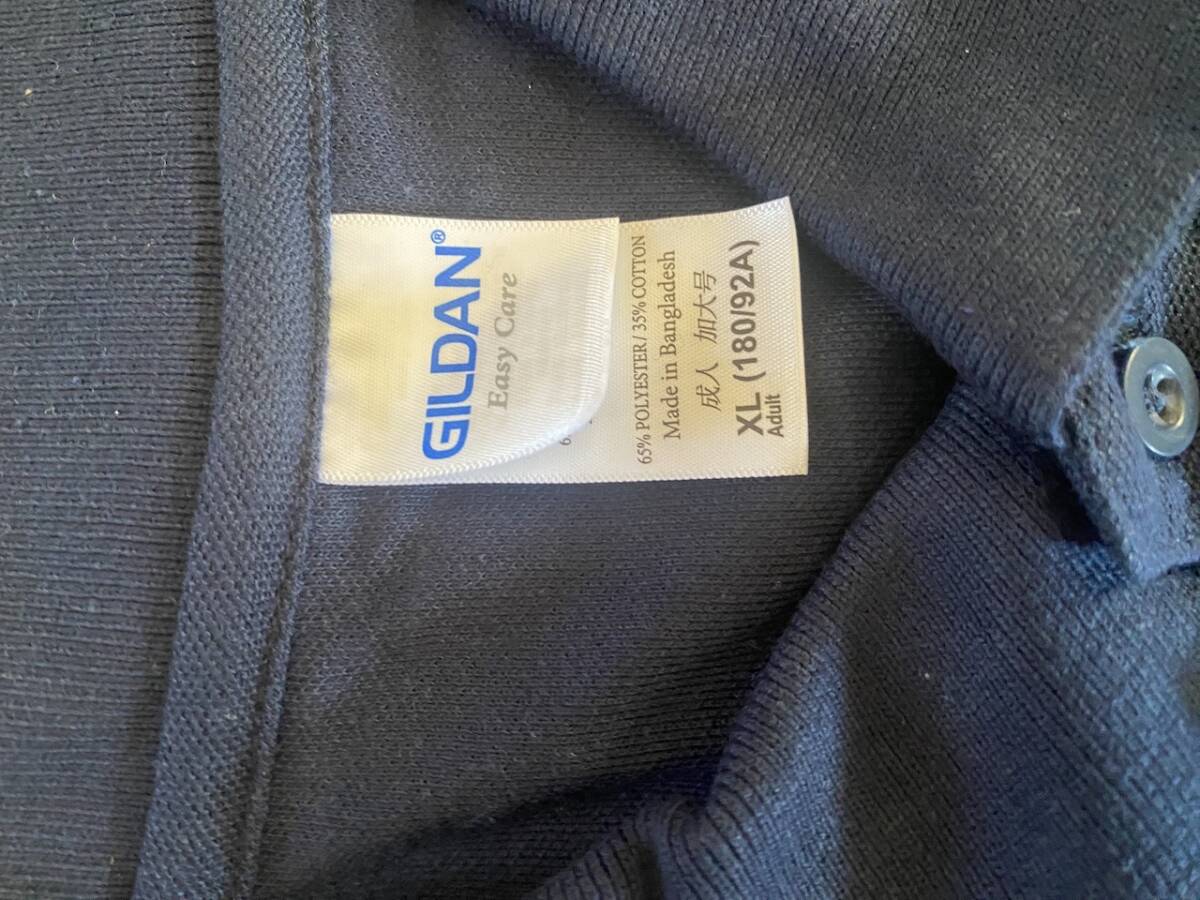 GILDAN®
Easy Care
65% POLYESTER / 35% COTTON
Made in Bangladesh
成人 加大号
XL (180/92A)
Adult